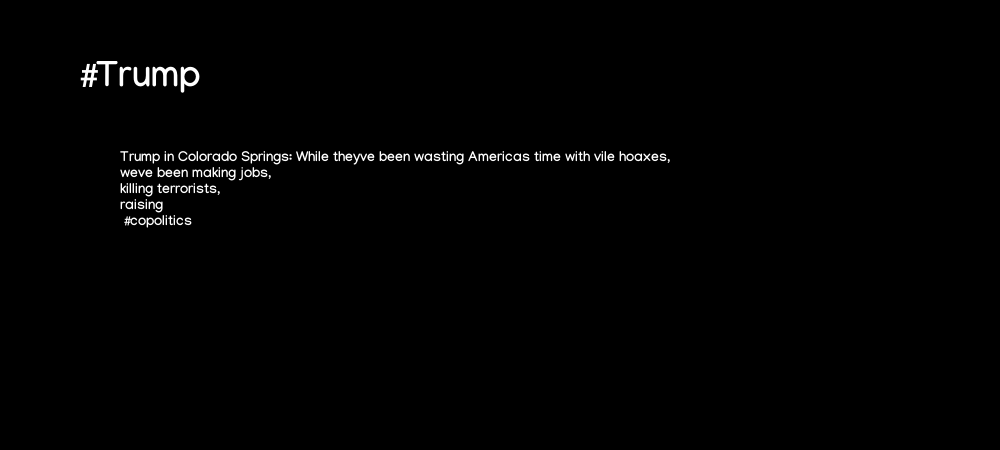 #Trump
Trump in Colorado Springs: While theyve been wasting Americas time with vile hoaxes,
weve been making jobs,
killing terrorists,
raising
#copolitics